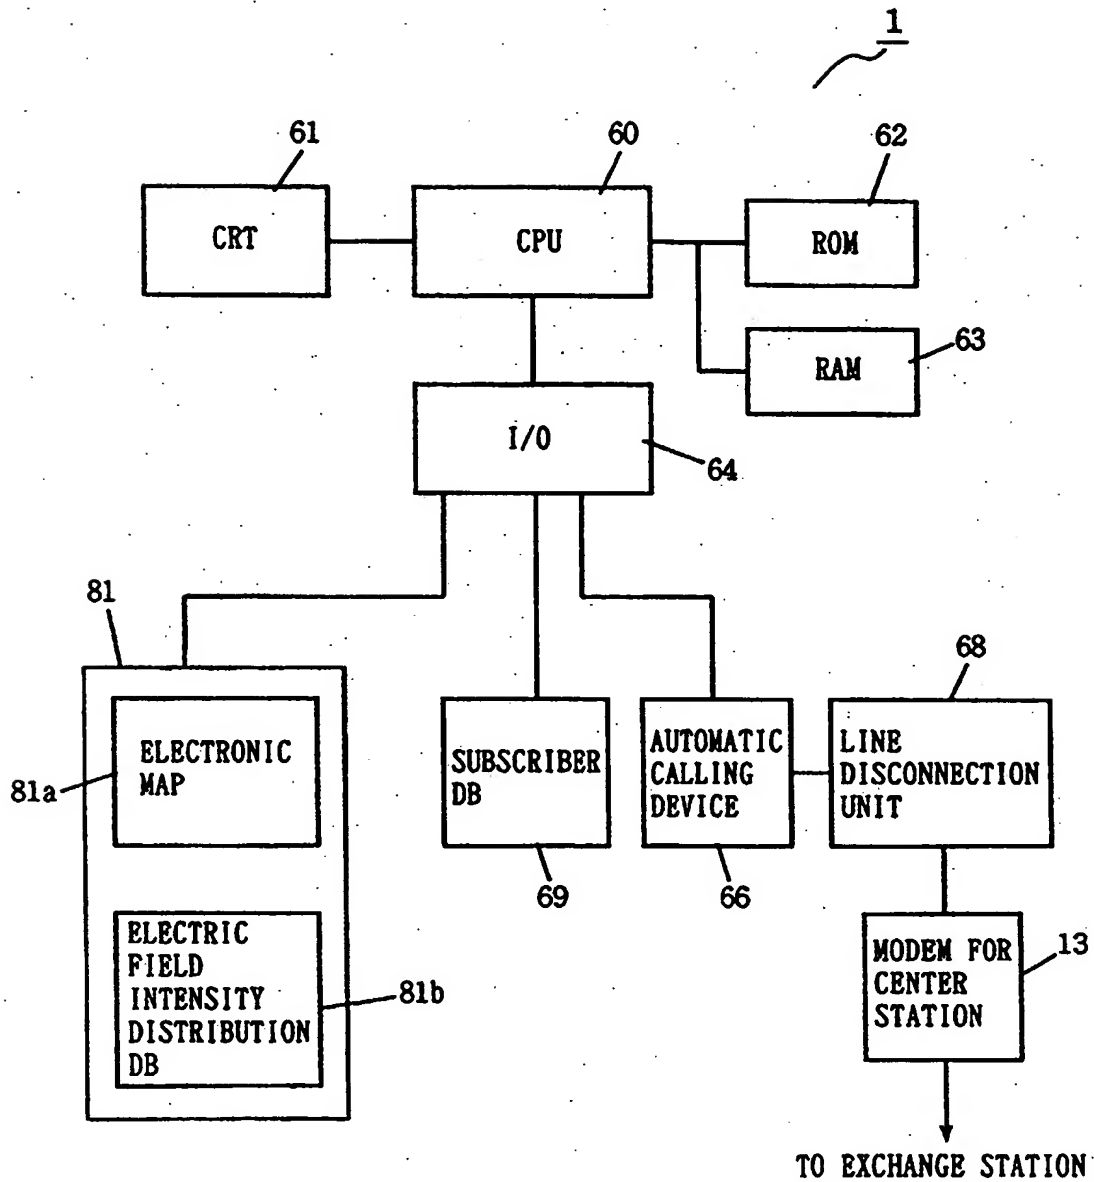 1
61
60
62
CRT
CPU
ROM
63
RAM
I/O
64
81
68
ELECTRONIC
MAP
81a
SUBSCRIBER
DB
AUTOMATIC
CALLING
DEVICE
LINE
DISCONNECTION
UNIT
69
66
ELECTRIC
FIELD
INTENSITY
DISTRIBUTION
DB
81b
MODEM FOR
CENTER
STATION
13
TO EXCHANGE STATION